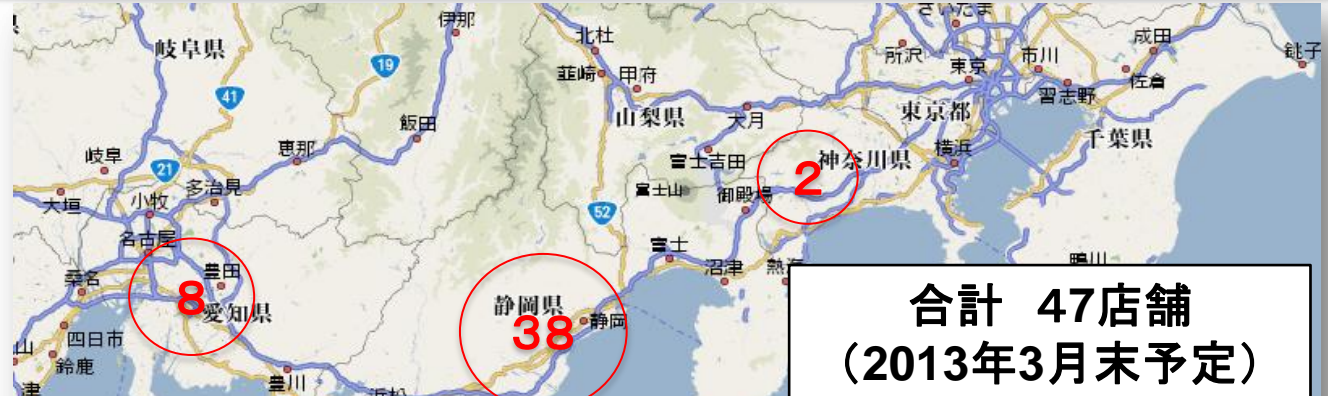 さいたま
伊那
北杜
成田
岐阜県
所沢
東京
市川
銚子
19
韮崎
甲府
佐倉
41
習志野
山梨県
大月
東京都
飯田
千葉県
岐阜
恵那
富士吉田
2
神奈川県
横浜
21
多治見
富士山
御殿場
大垣
小牧
52
名古屋
富士
鴨川
桑名
豊田
沼津
8
愛知県
静岡県
38
静岡
四日市
鈴鹿
津
豊川
浜松
合計 47店舗
（2013年3月末予定）